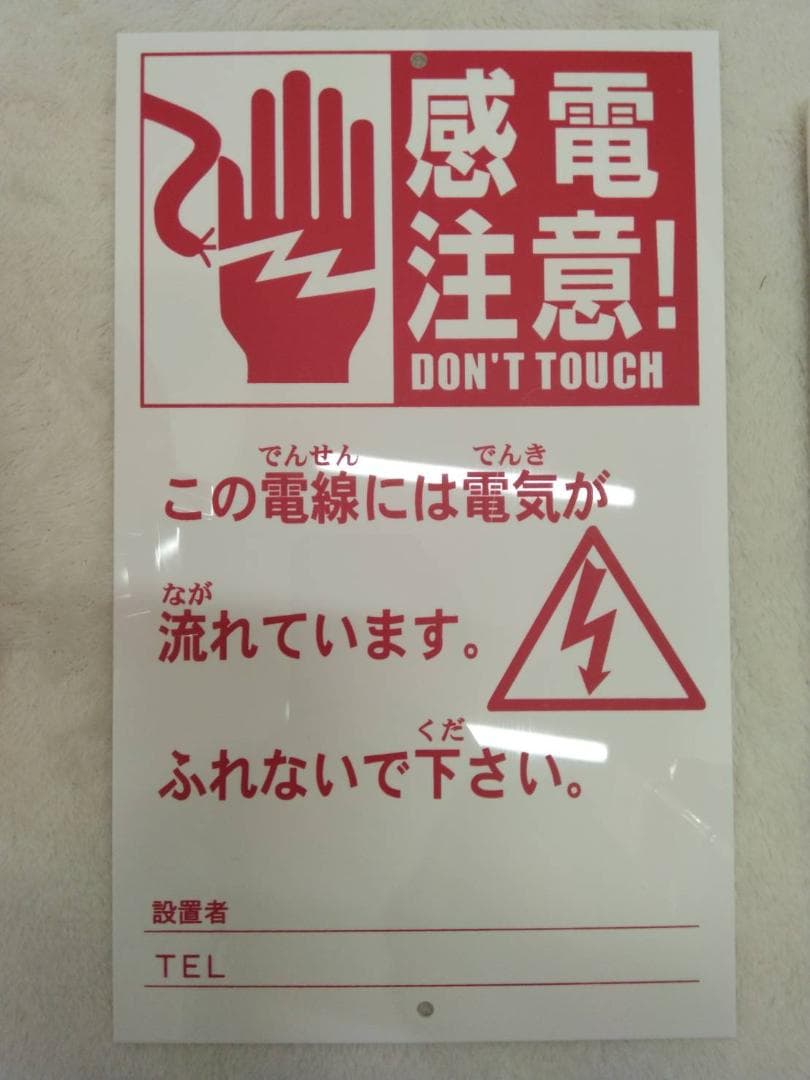 感電
注意!
DON'T TOUCH
でんせん でんき
この電線には電気が
なが
流れています。
くだ
ふれないで下さい。
設置者
TEL